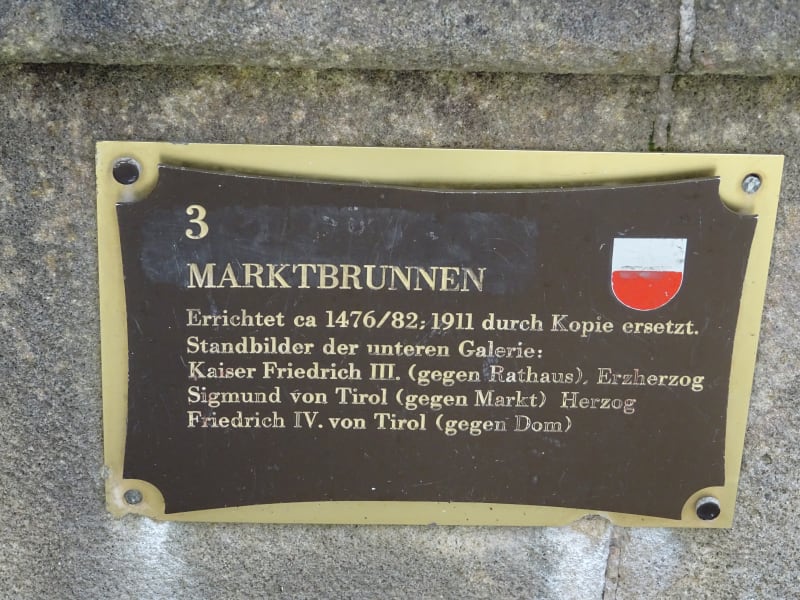 3
MARKTBRUNNEN
Errichtet ca 1476/82; 1911 durch Kopie ersetzt.
Standbilder der unteren Galerie:
Kaiser Friedrich III. (gegen Rathaus), Erzherzog
Sigmund von Tirol (gegen Markt) Herzog
Friedrich IV. von Tirol (gegen Dom)